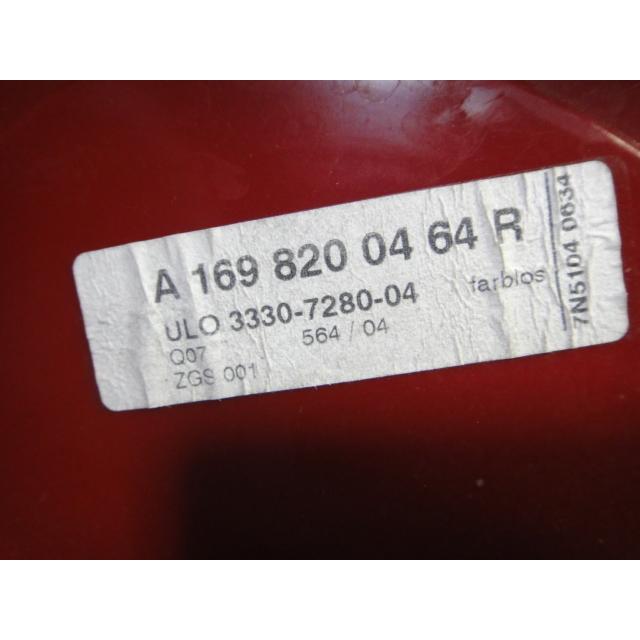 A 169 820 04 64 R
ULO 3330-7280-04 farblos
Q07 564 / 04
ZGS 001
7N5104 0634